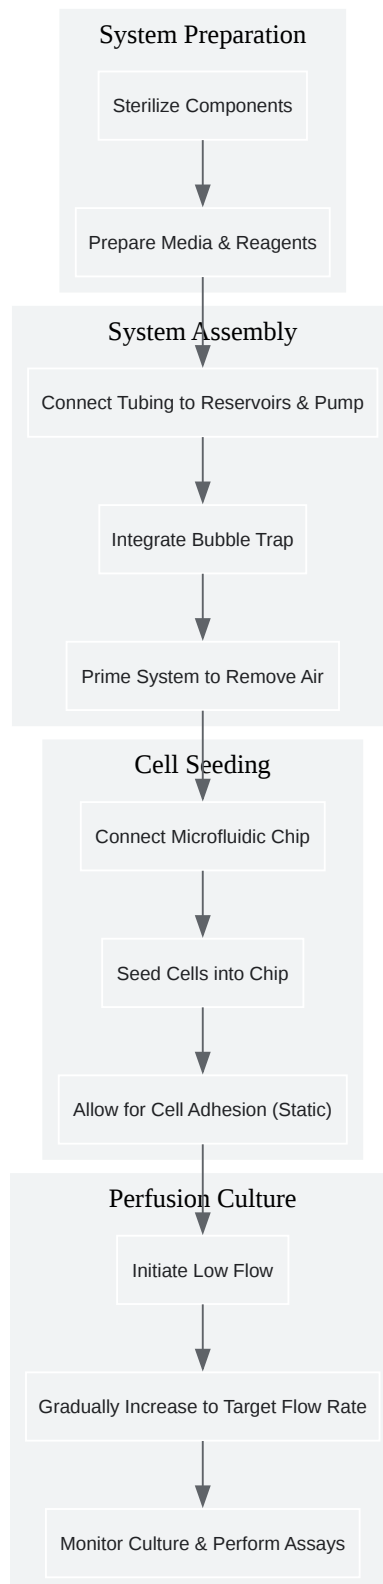 System Preparation
Sterilize Components
Prepare Media & Reagents
System Assembly
Connect Tubing to Reservoirs & Pump
Integrate Bubble Trap
Prime System to Remove Air
Cell Seeding
Connect Microfluidic Chip
Seed Cells into Chip
Allow for Cell Adhesion (Static)
Perfusion Culture
Initiate Low Flow
Gradually Increase to Target Flow Rate
Monitor Culture & Perform Assays